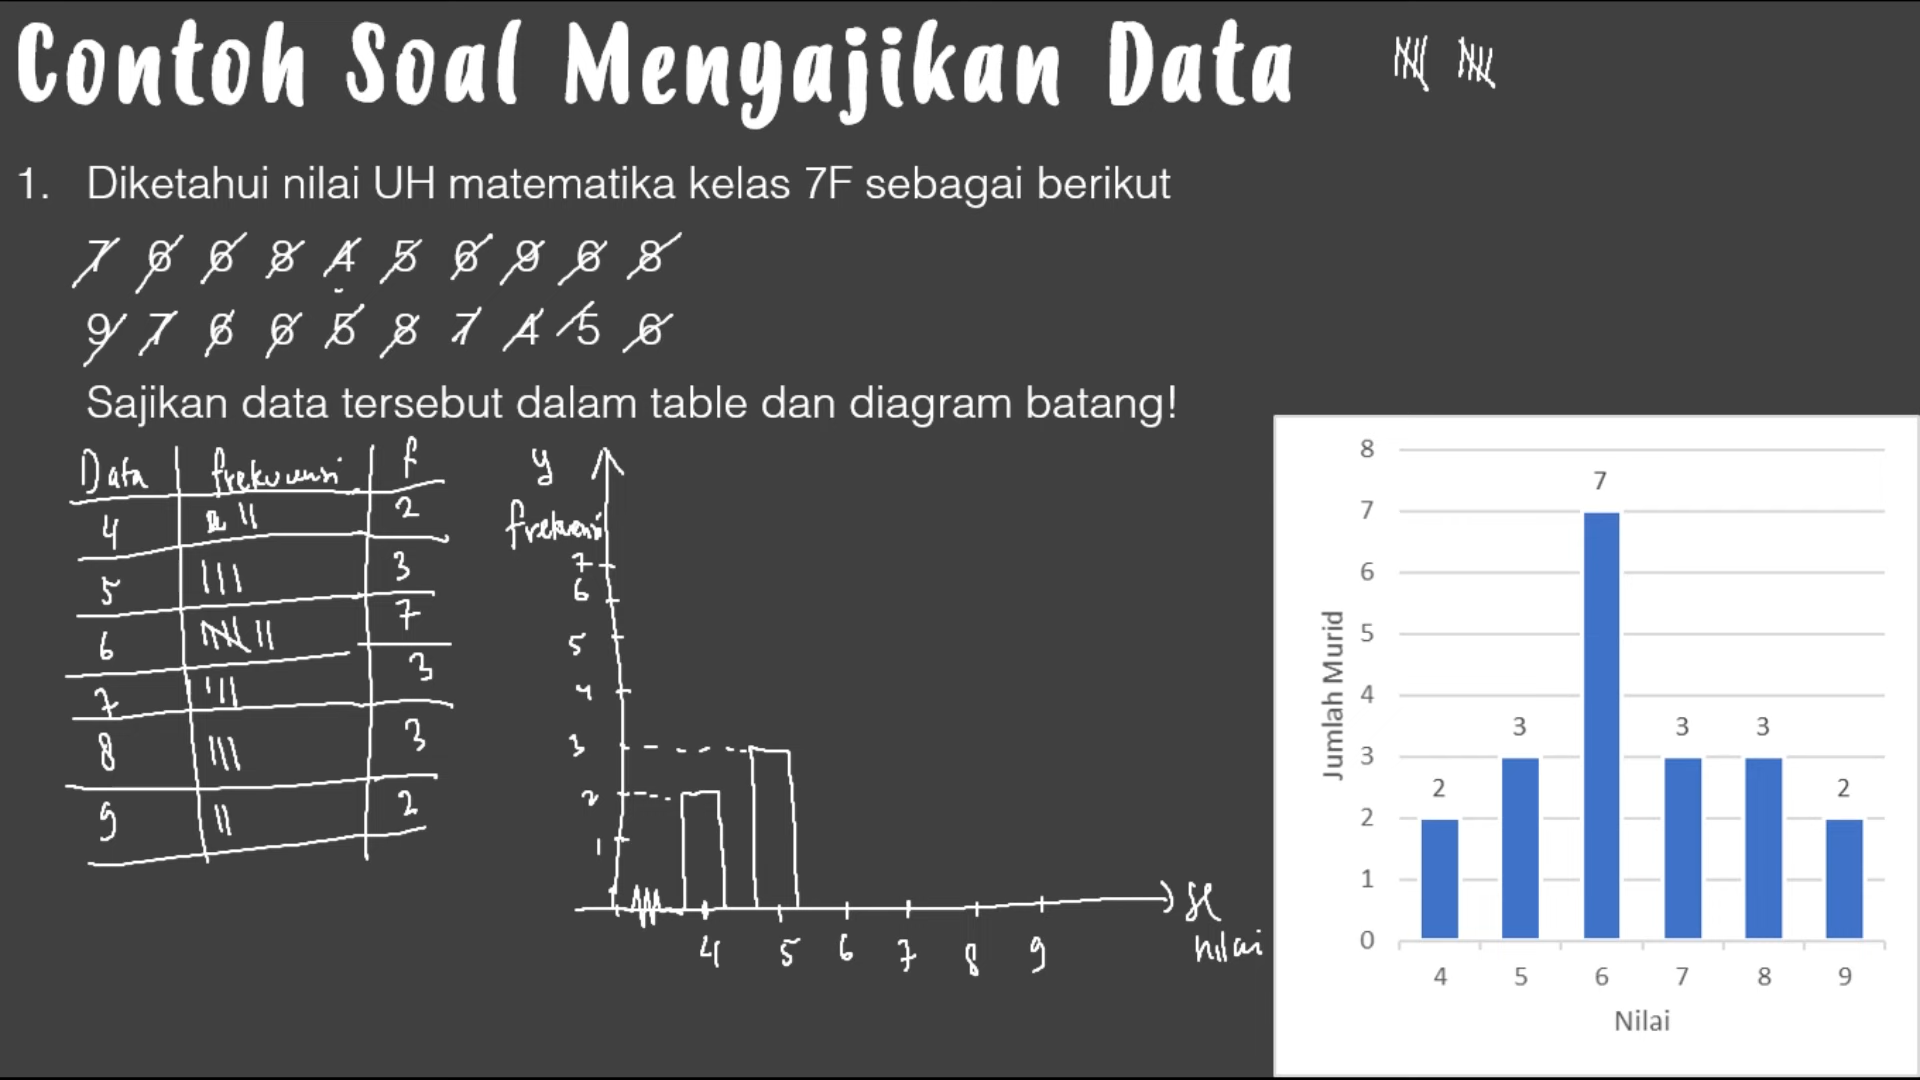 Contoh Soal Menyajikan Data
1. Diketahui nilai UH matematika kelas 7F sebagai berikut
7 6 6 8 4 5 6 9 6 8
9 7 6 6 5 8 7 4 5 6
Sajikan data tersebut dalam table dan diagram batang!
Data frekuensi f
4 || 2
5 ||| 3
6 |||| || 7
7 ||| 3
8 ||| 3
9 || 2
y
frekuensi
7
6
5
4
3
2
1
4 5 6 7 8 9
x
nilai
8
7
6
5
4
3
2
1
0
Jumlah Murid
2 3 7 3 3 2
4 5 6 7 8 9
Nilai